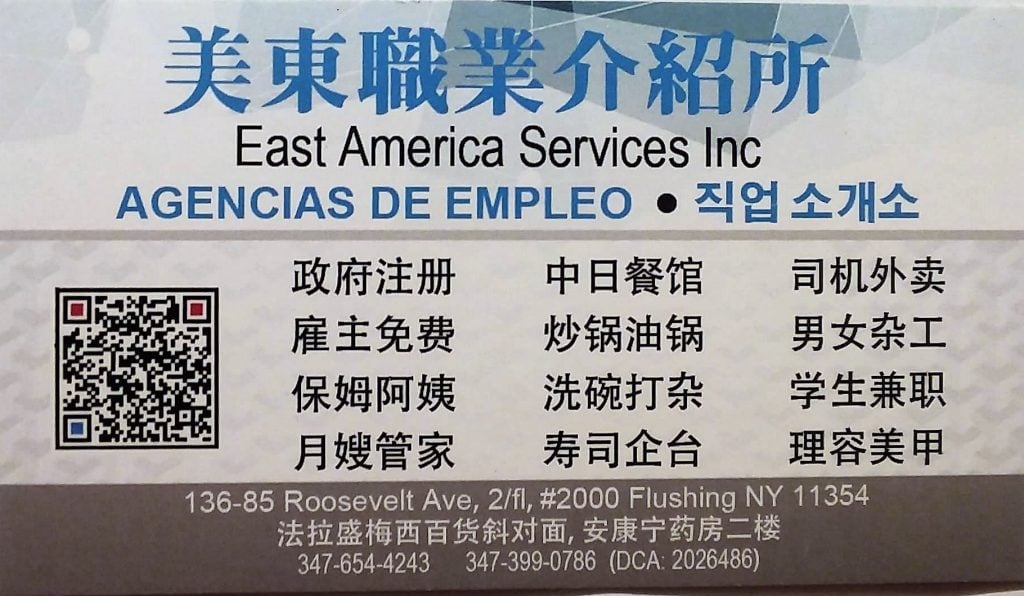 美東職業介紹所
East America Services Inc
AGENCIAS DE EMPLEO • 직업 소개소
政府注册 中日餐馆 司机外卖
雇主免费 炒锅油锅 男女杂工
保姆阿姨 洗碗打杂 学生兼职
月嫂管家 寿司企台 理容美甲
136-85 Roosevelt Ave, 2/fl, #2000 Flushing NY 11354
法拉盛梅西百货斜对面, 安康宁药房二楼
347-654-4243 347-399-0786 (DCA: 2026486)